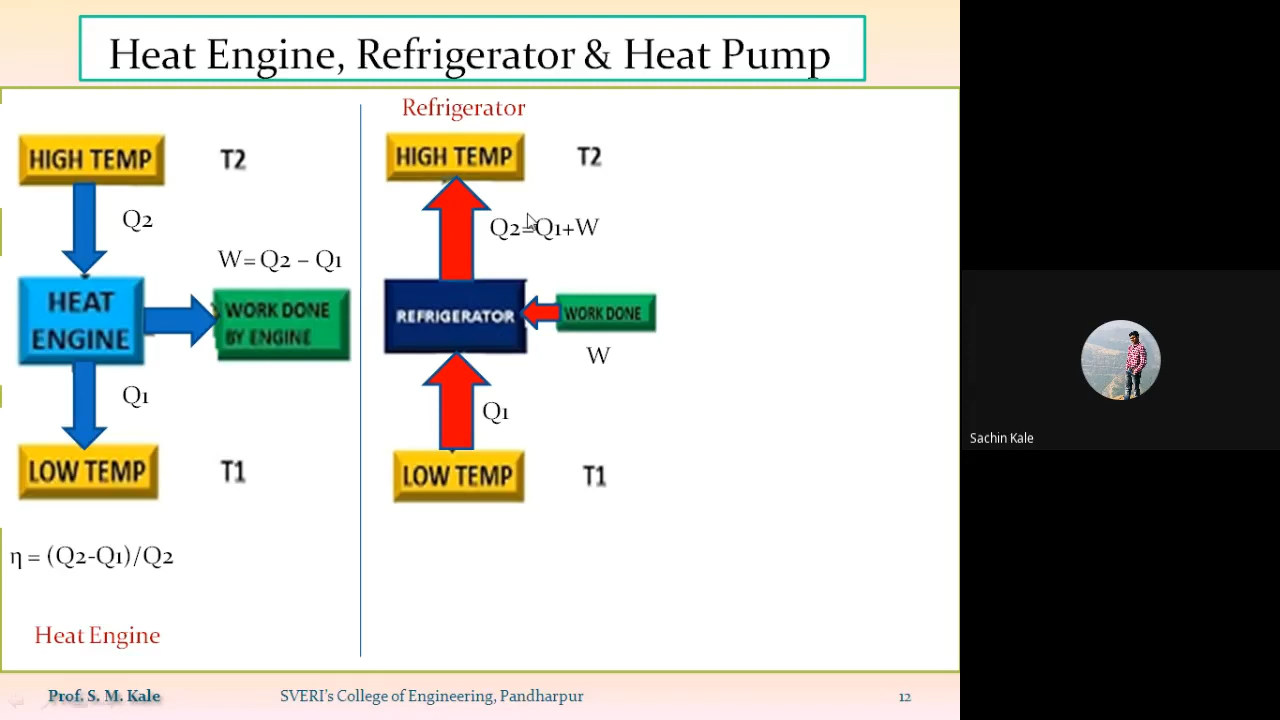 Heat Engine, Refrigerator & Heat Pump
HIGH TEMP
T2
Q2
W= Q2 – Q1
HEAT
ENGINE
WORK DONE
BY ENGINE
Q1
LOW TEMP
T1
η = (Q2-Q1)/Q2
Heat Engine
Refrigerator
HIGH TEMP
T2
Q2=Q1+W
REFRIGERATOR
WORK DONE
W
Q1
LOW TEMP
T1
Prof. S. M. Kale
SVERI's College of Engineering, Pandharpur
12
Sachin Kale